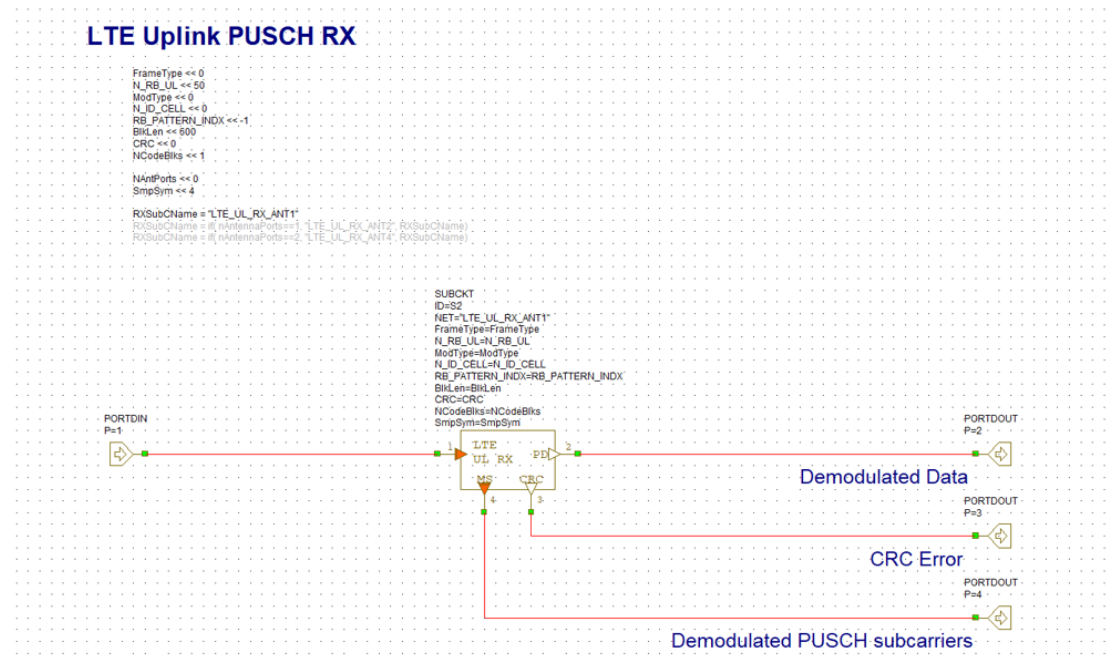 LTE Uplink PUSCH RX
FrameType << 0
N_RB_UL << 50
ModType << 0
N_ID_CELL << 0
RB_PATTERN_INDX << -1
BlkLen << 600
CRC << 0
NCodeBlks << 1
NAntPorts << 0
SmpSym << 4
RXSubCName = "LTE_UL_RX_ANT1"
RXSubCName = if( nAntennaPorts==1, "LTE_UL_RX_ANT2", RXSubCName)
RXSubCName = if( nAntennaPorts==2, "LTE_UL_RX_ANT4", RXSubCName)
SUBCKT
ID=S2
NET="LTE_UL_RX_ANT1"
FrameType=FrameType
N_RB_UL=N_RB_UL
ModType=ModType
N_ID_CELL=N_ID_CELL
RB_PATTERN_INDX=RB_PATTERN_INDX
BlkLen=BlkLen
CRC=CRC
NCodeBlks=NCodeBlks
SmpSym=SmpSym
PORTDIN
P=1
1
LTE
UL RX
PD
2
MS
CRC
4
3
PORTDOUT
P=2
Demodulated Data
PORTDOUT
P=3
CRC Error
PORTDOUT
P=4
Demodulated PUSCH subcarriers